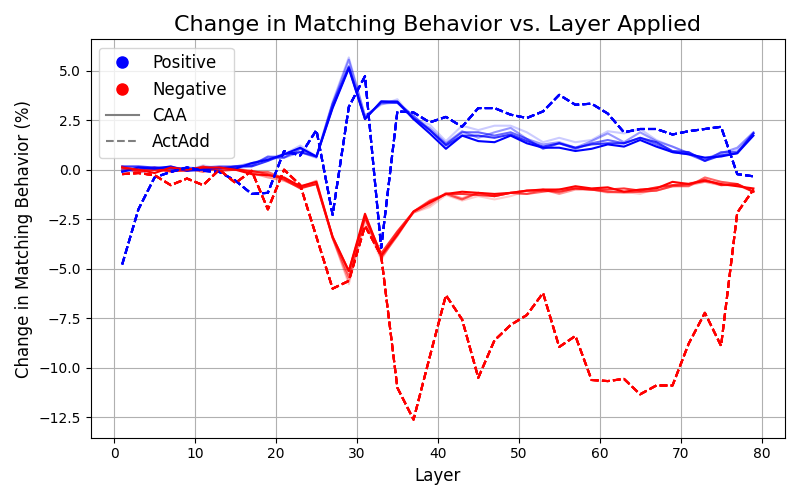 Change in Matching Behavior vs. Layer Applied
Change in Matching Behavior (%)
5.0
2.5
0.0
−2.5
−5.0
−7.5
−10.0
−12.5
Positive
Negative
CAA
ActAdd
0 10 20 30 40 50 60 70 80
Layer